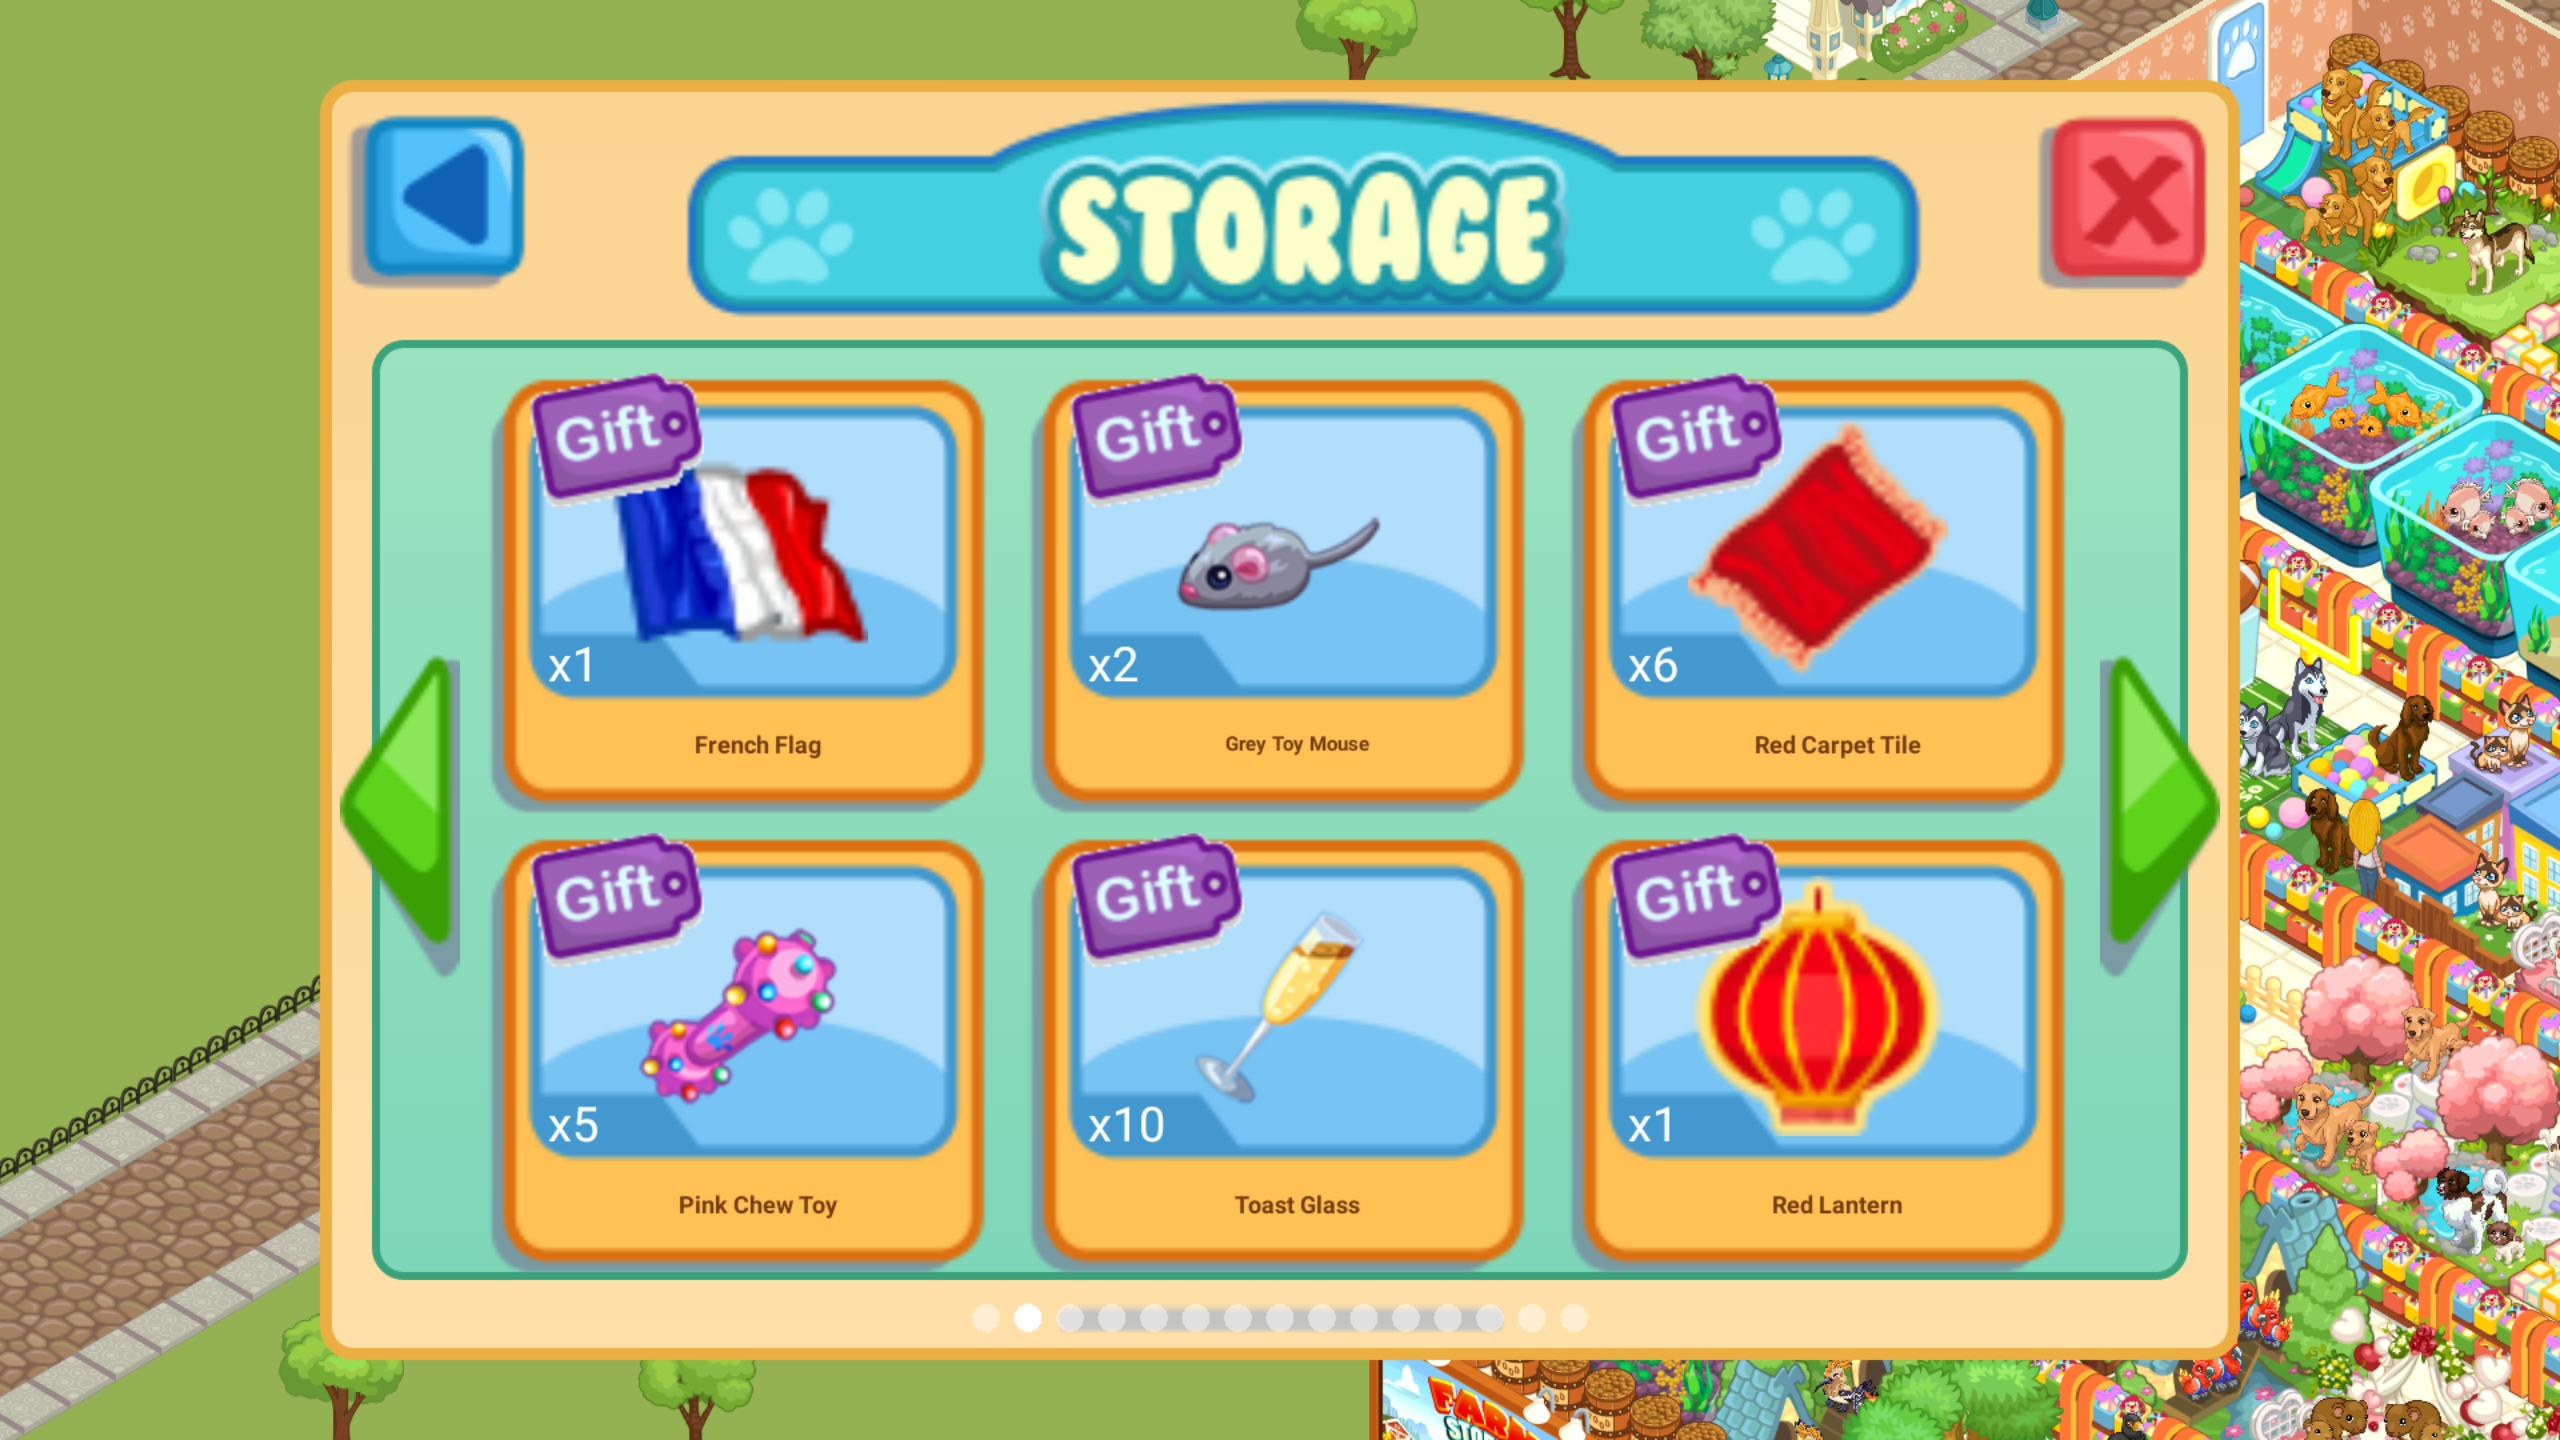 STORAGE
Gift
x1
French Flag
Gift
x2
Grey Toy Mouse
Gift
x6
Red Carpet Tile
Gift
x5
Pink Chew Toy
Gift
x10
Toast Glass
Gift
x1
Red Lantern